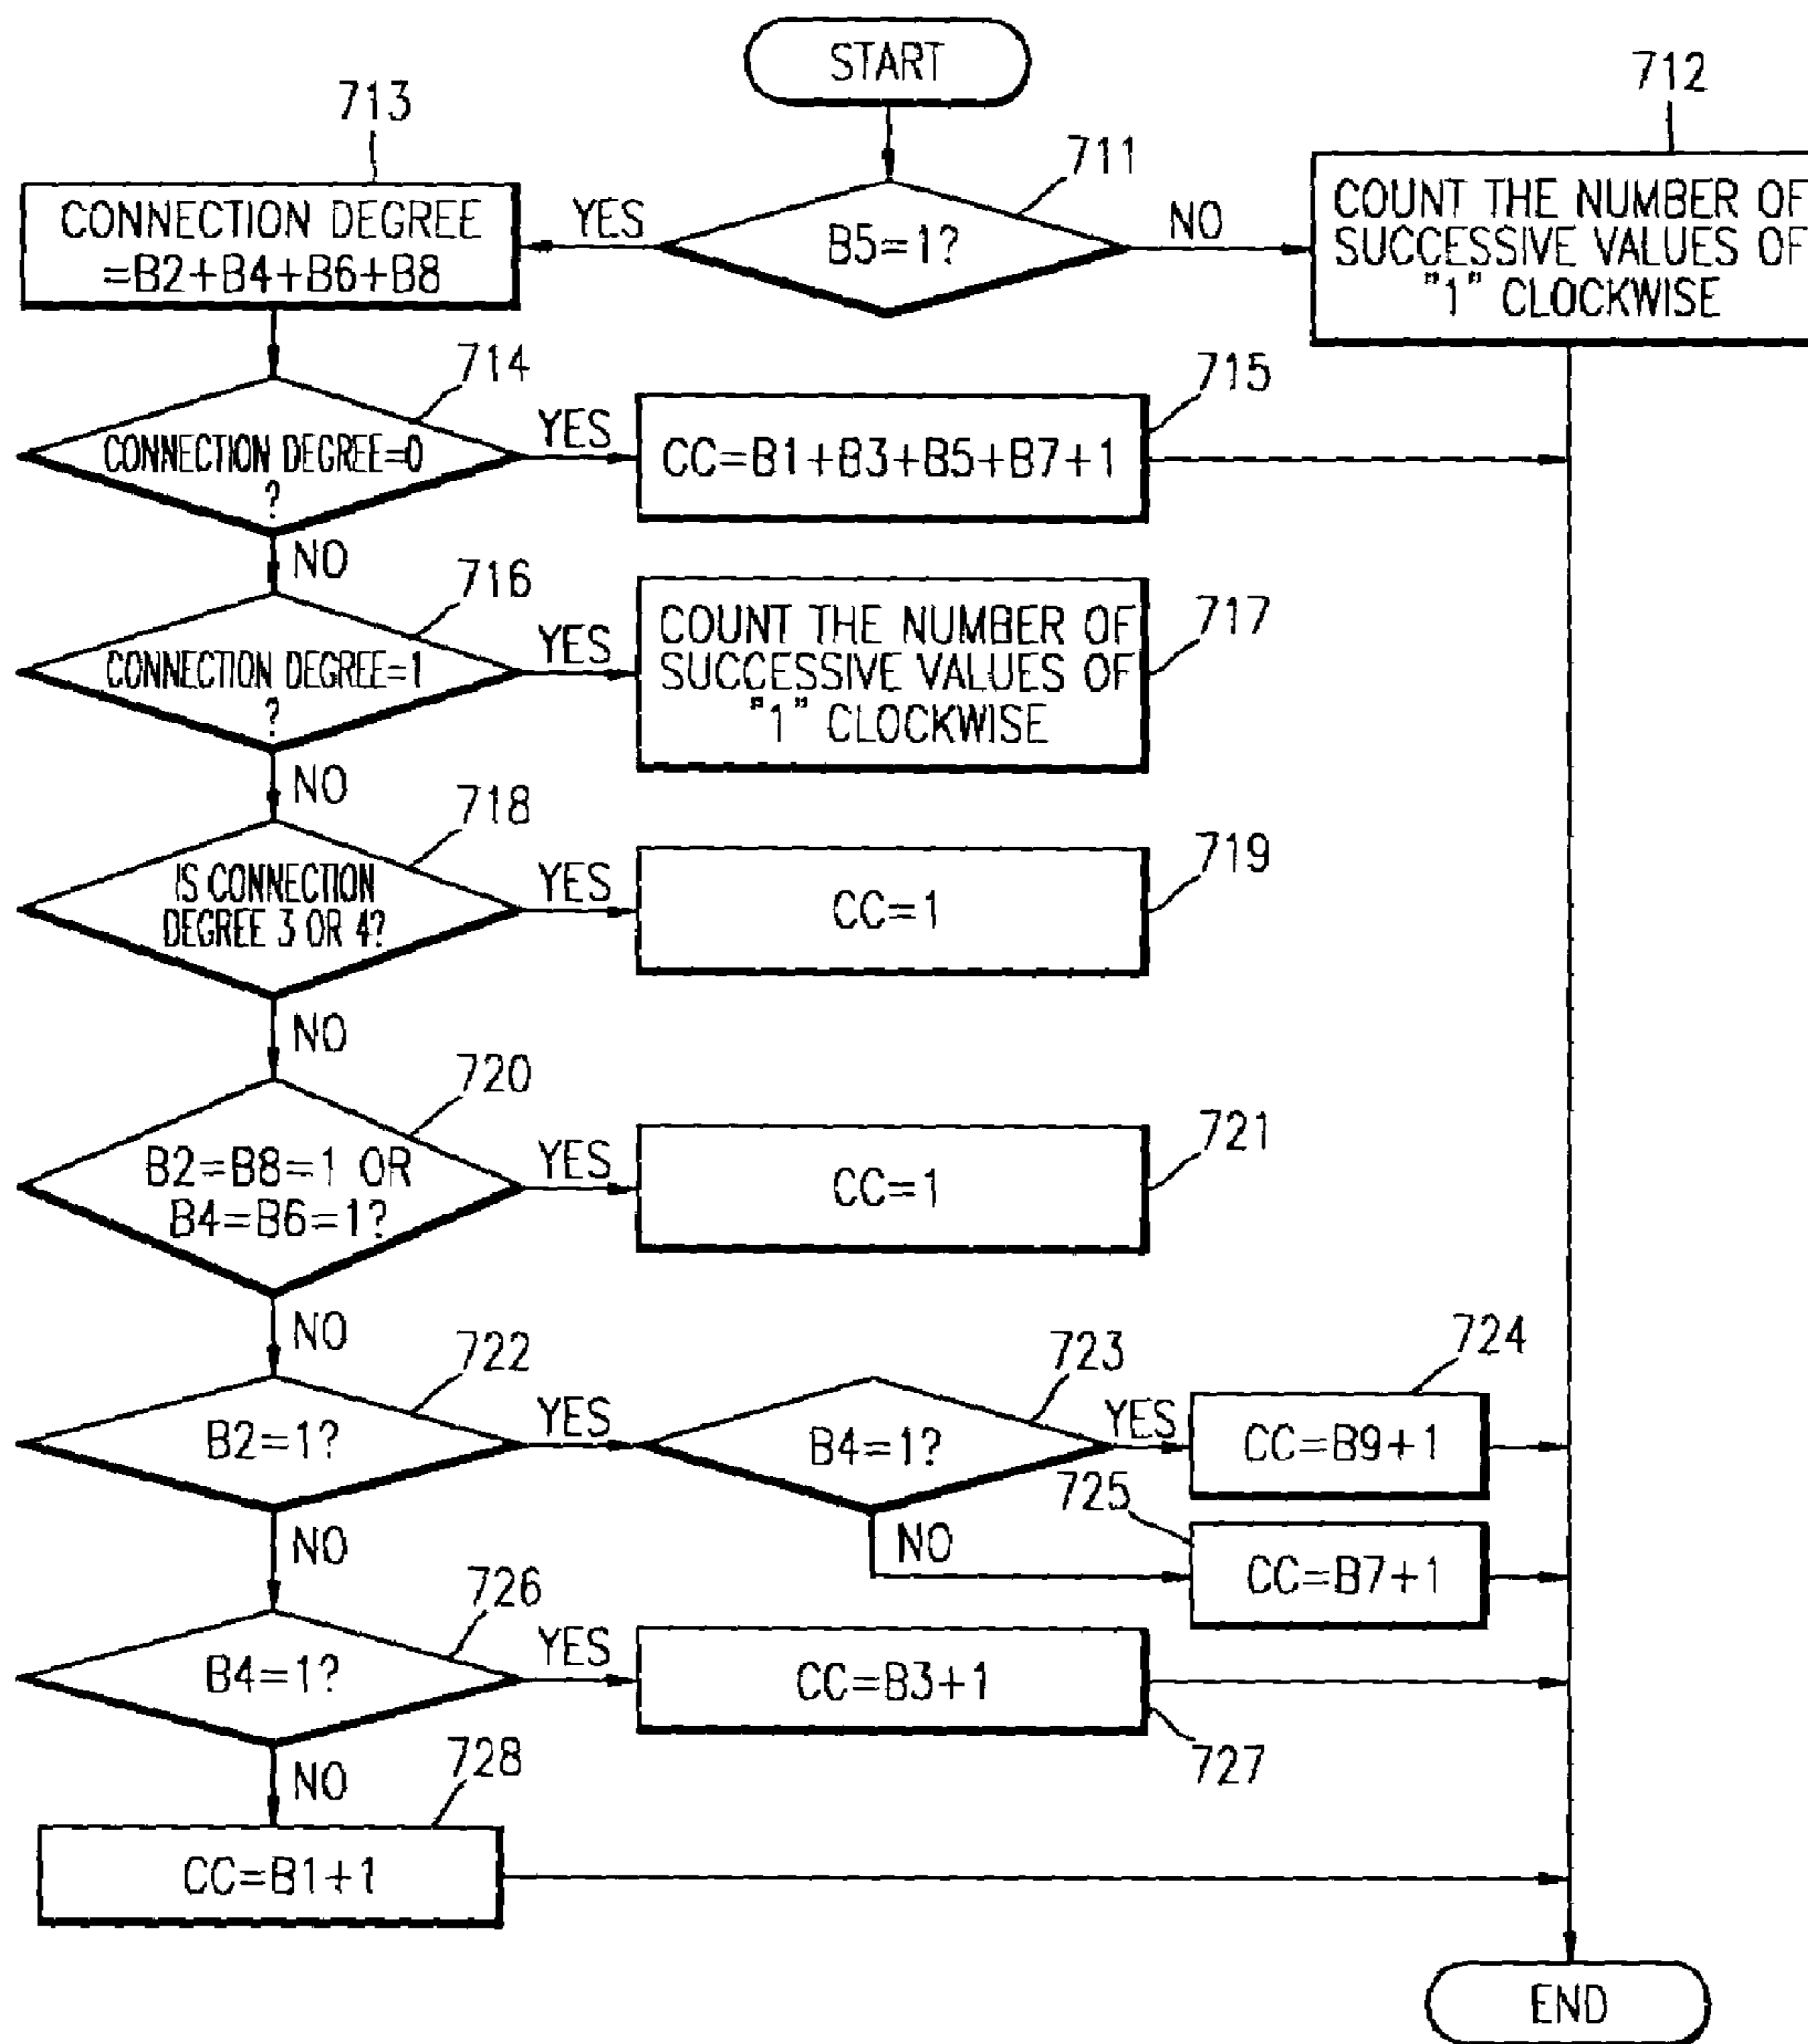 START
713
711
712
CONNECTION DEGREE
=B2+B4+B6+B8
YES
B5=1?
NO
COUNT THE NUMBER OF
SUCCESSIVE VALUES OF
"1" CLOCKWISE
714
CONNECTION DEGREE=0
?
YES
715
CC=B1+B3+B5+B7+1
NO
716
CONNECTION DEGREE=1
?
YES
COUNT THE NUMBER OF
SUCCESSIVE VALUES OF
"1" CLOCKWISE
717
NO
718
IS CONNECTION
DEGREE 3 OR 4?
YES
CC=1
719
NO
720
B2=B8=1 OR
B4=B6=1?
YES
CC=1
721
NO
722
B2=1?
YES
723
B4=1?
YES
724
CC=B9+1
NO
725
CC=B7+1
NO
726
B4=1?
YES
CC=B3+1
727
NO
728
CC=B1+1
END